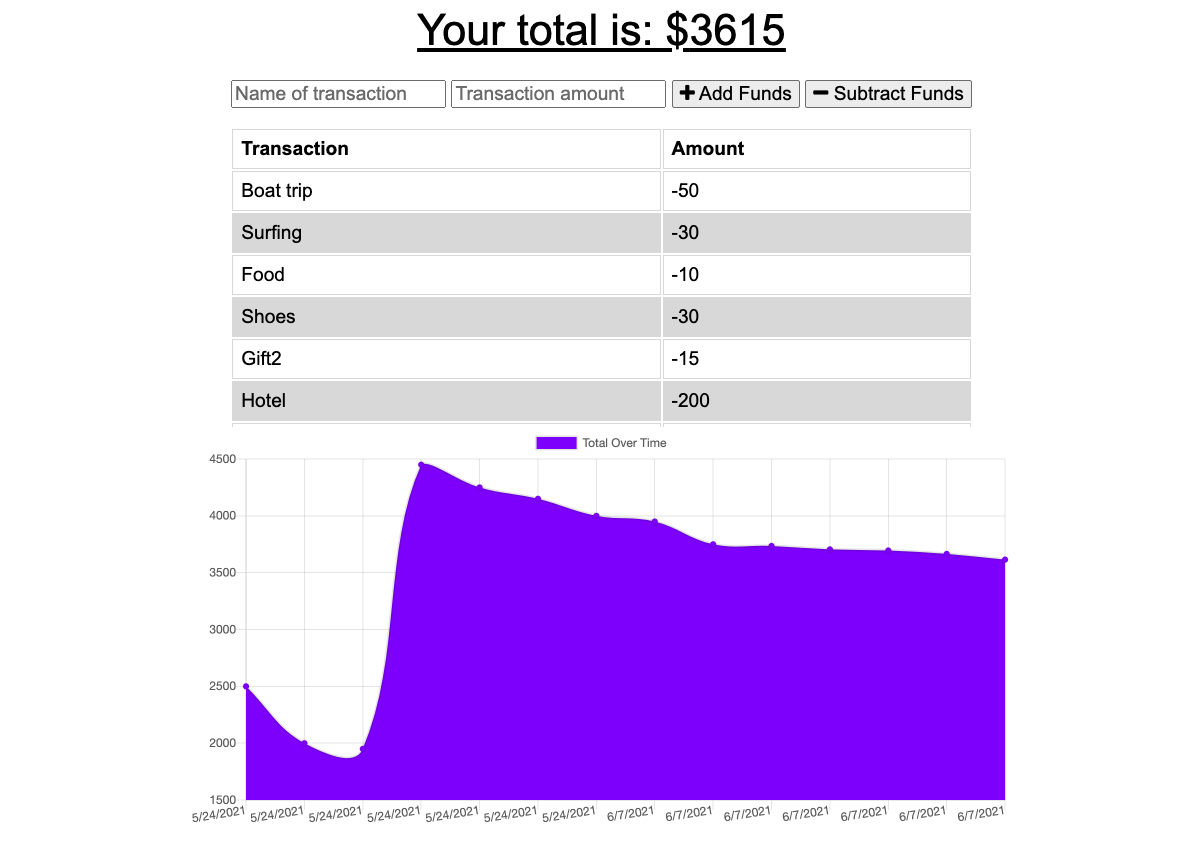 Your total is: $3615
Name of transaction Transaction amount Add Funds Subtract Funds
Transaction Amount
Boat trip -50
Surfing -30
Food -10
Shoes -30
Gift2 -15
Hotel -200
Total Over Time
4500
4000
3500
3000
2500
2000
1500
5/24/2021 5/24/2021 5/24/2021 5/24/2021 5/24/2021 5/24/2021 5/24/2021 6/7/2021 6/7/2021 6/7/2021 6/7/2021 6/7/2021 6/7/2021 6/7/2021